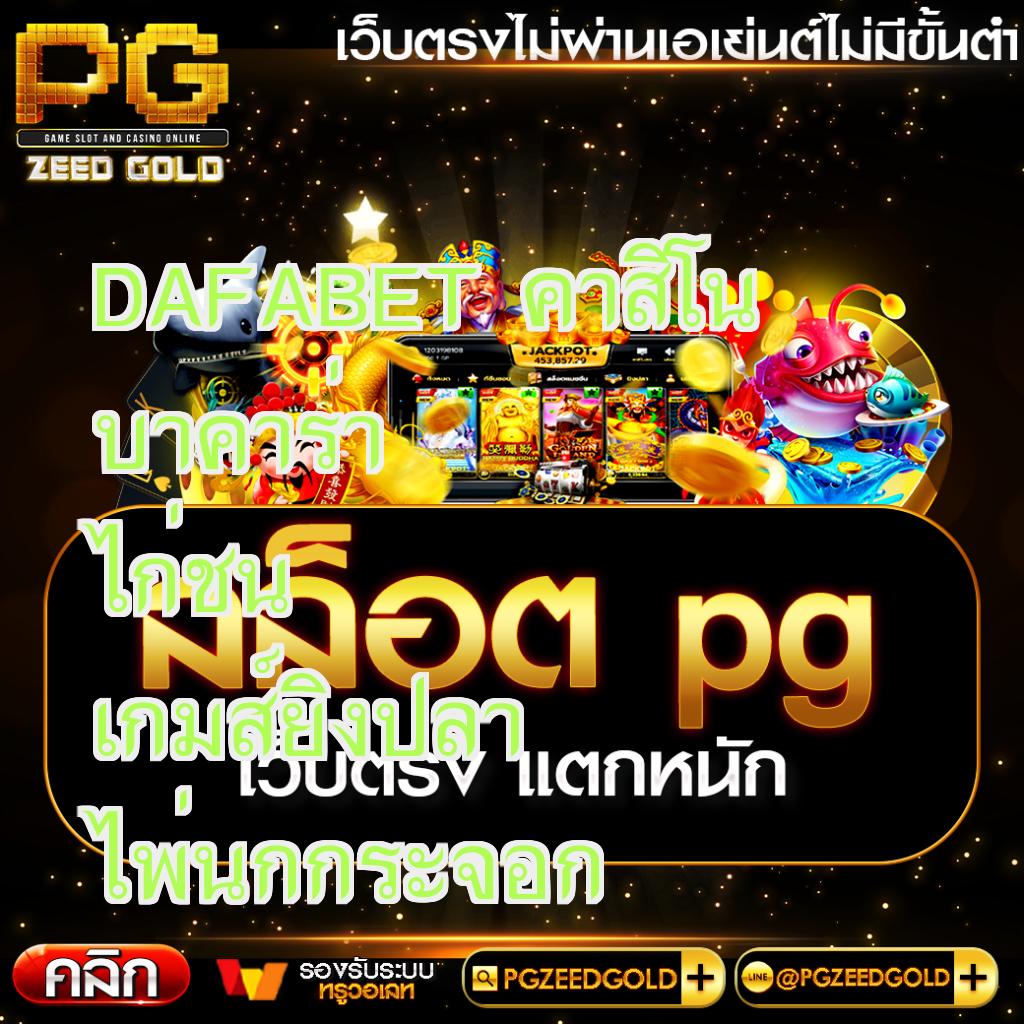 เว็บตรงไม่ผ่านเอเย่นต์ไม่มีขั้นต่ำ
PG
GAME SLOT AND CASINO ONLINE
ZEED GOLD
DAFABET คาสิโน
1203198108
JACKPOT
453,857.79
บาคาร่า
ไก่ชน
สล็อต pg
เกมส์ยิงปลา
เว็บตรง แตกหนัก
ไพ่นกกระจอก
คลิก
รองรับระบบ
ทรูวอเลท
PGZEEDGOLD +
LINE @PGZEEDGOLD +